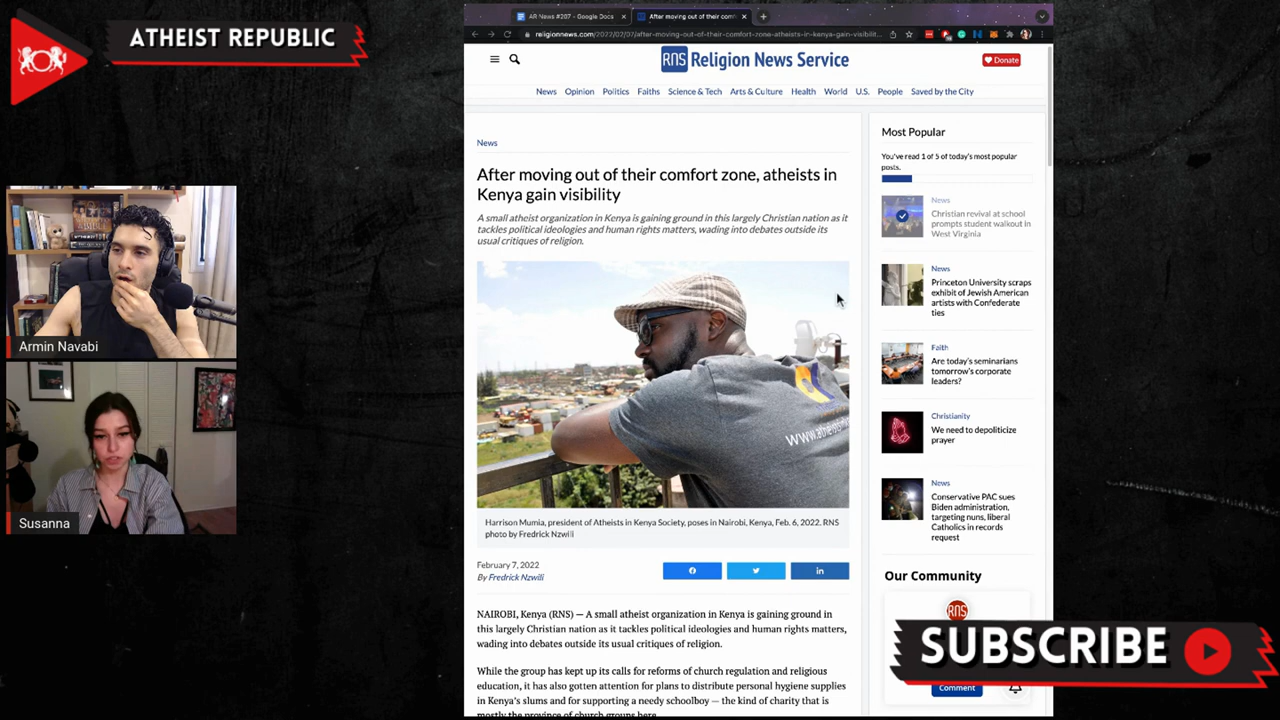 ATHEIST REPUBLIC
Armin Navabi
Susanna
AR News #207 - Google Docs
After moving out of their com
religionnews.com/2022/02/07/after-moving-out-of-their-comfort-zone-atheists-in-kenya-gain-visibilit...
RNS Religion News Service
Donate
News Opinion Politics Faiths Science & Tech Arts & Culture Health World U.S. People Saved by the City
News
After moving out of their comfort zone, atheists in
Kenya gain visibility
A small atheist organization in Kenya is gaining ground in this largely Christian nation as it
tackles political ideologies and human rights matters, wading into debates outside its
usual critiques of religion.
Harrison Mumia, president of Atheists in Kenya Society, poses in Nairobi, Kenya, Feb. 6, 2022. RNS
photo by Fredrick Nzwili
February 7, 2022
By Fredrick Nzwili
NAIROBI, Kenya (RNS) — A small atheist organization in Kenya is gaining ground in
this largely Christian nation as it tackles political ideologies and human rights matters,
wading into debates outside its usual critiques of religion.
While the group has kept up its calls for reforms of church regulation and religious
education, it has also gotten attention for plans to distribute personal hygiene supplies
in Kenya's slums and for supporting a needy schoolboy — the kind of charity that is
mostly the province of church groups here.
Most Popular
You've read 1 of 5 of today's most popular
posts.
News
Christian revival at school
prompts student walkout in
West Virginia
News
Princeton University scraps
exhibit of Jewish American
artists with Confederate
ties
Faith
Are today's seminarians
tomorrow's corporate
leaders?
Christianity
We need to depoliticize
prayer
News
Conservative PAC sues
Biden administration,
targeting nuns, liberal
Catholics in records
request
Our Community
RNS
Comment
SUBSCRIBE